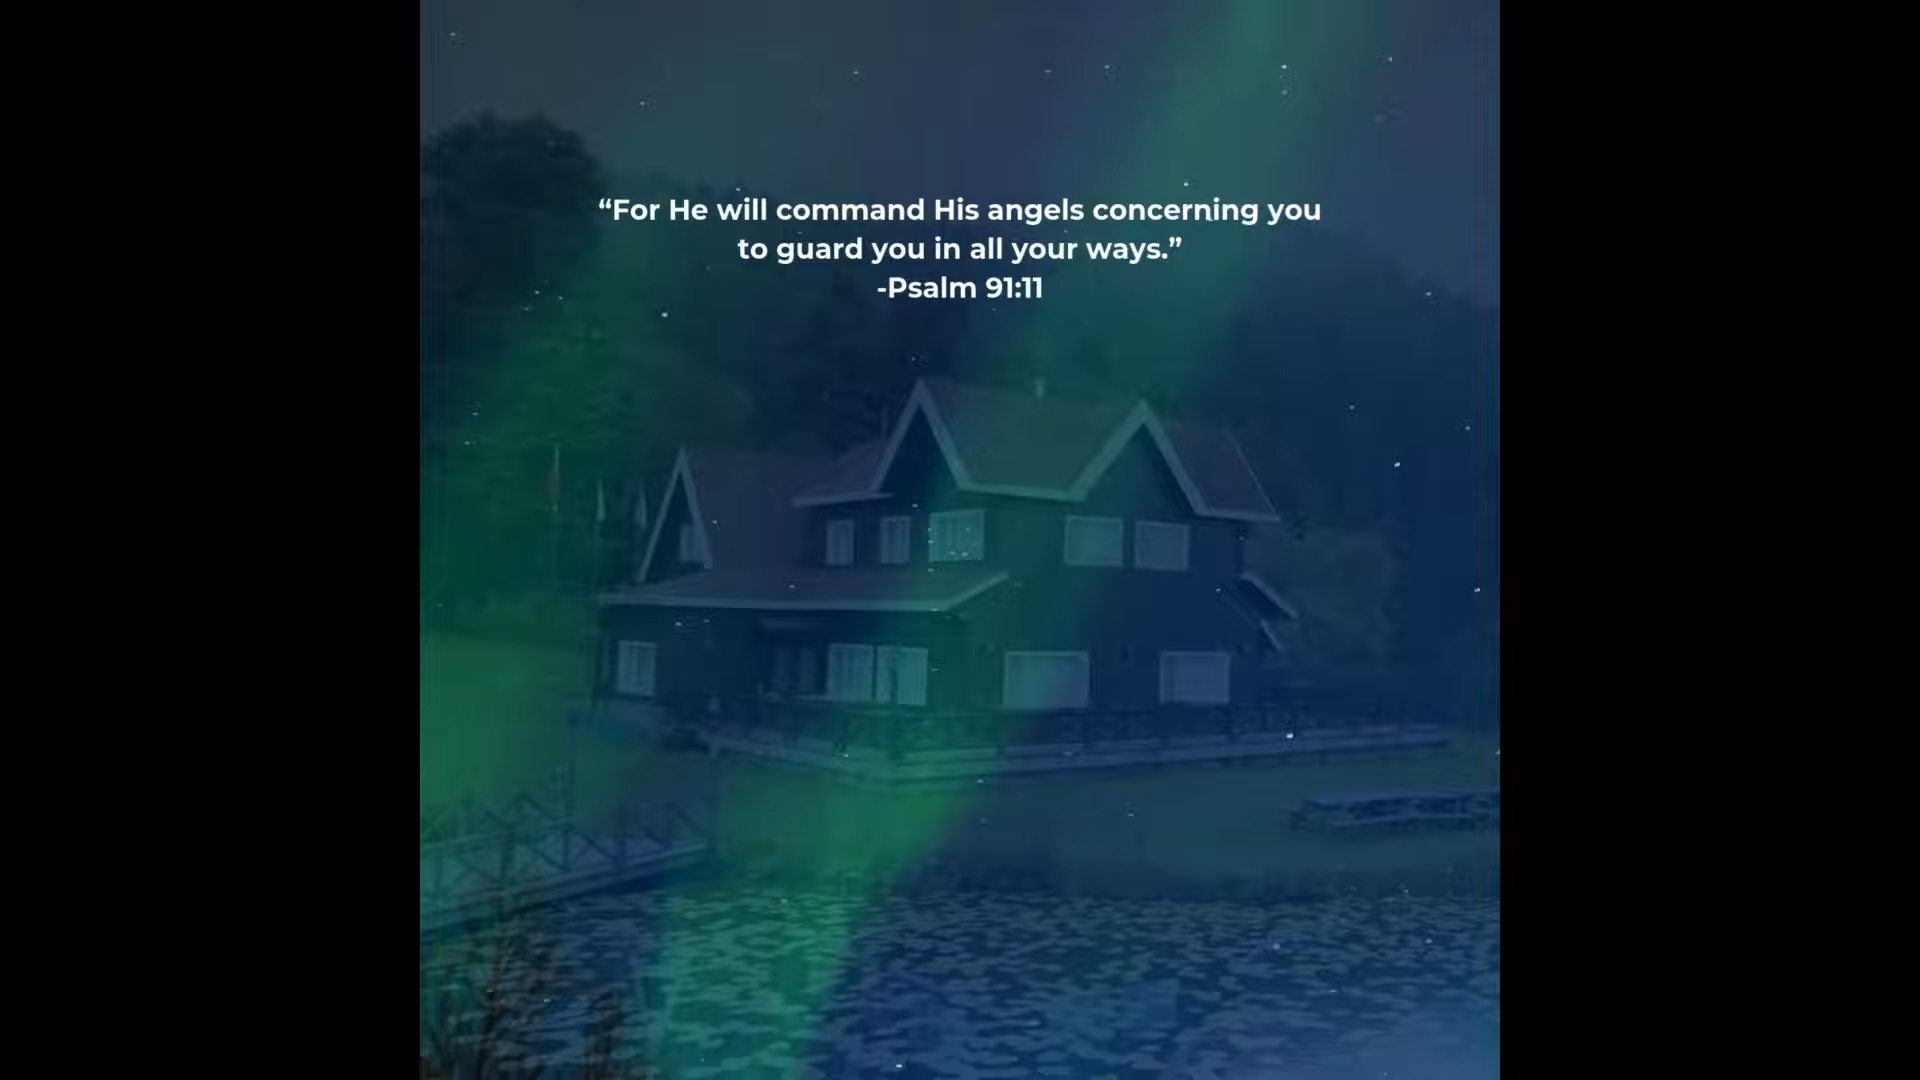 “For He will command His angels concerning you
to guard you in all your ways.”
-Psalm 91:11